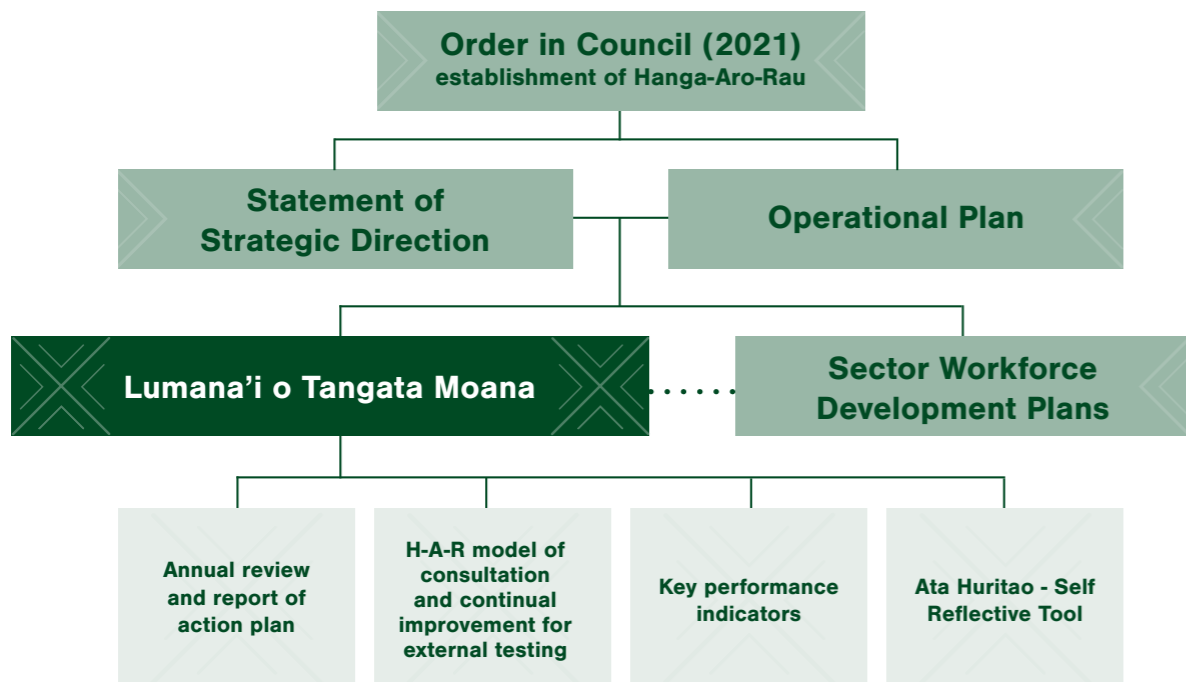 Order in Council (2021)
establishment of Hanga-Aro-Rau
Statement of
Strategic Direction
Operational Plan
Lumana’i o Tangata Moana
Sector Workforce
Development Plans
Annual review
and report of
action plan
H-A-R model of
consultation
and continual
improvement for
external testing
Key performance
indicators
Ata Huritao - Self
Reflective Tool